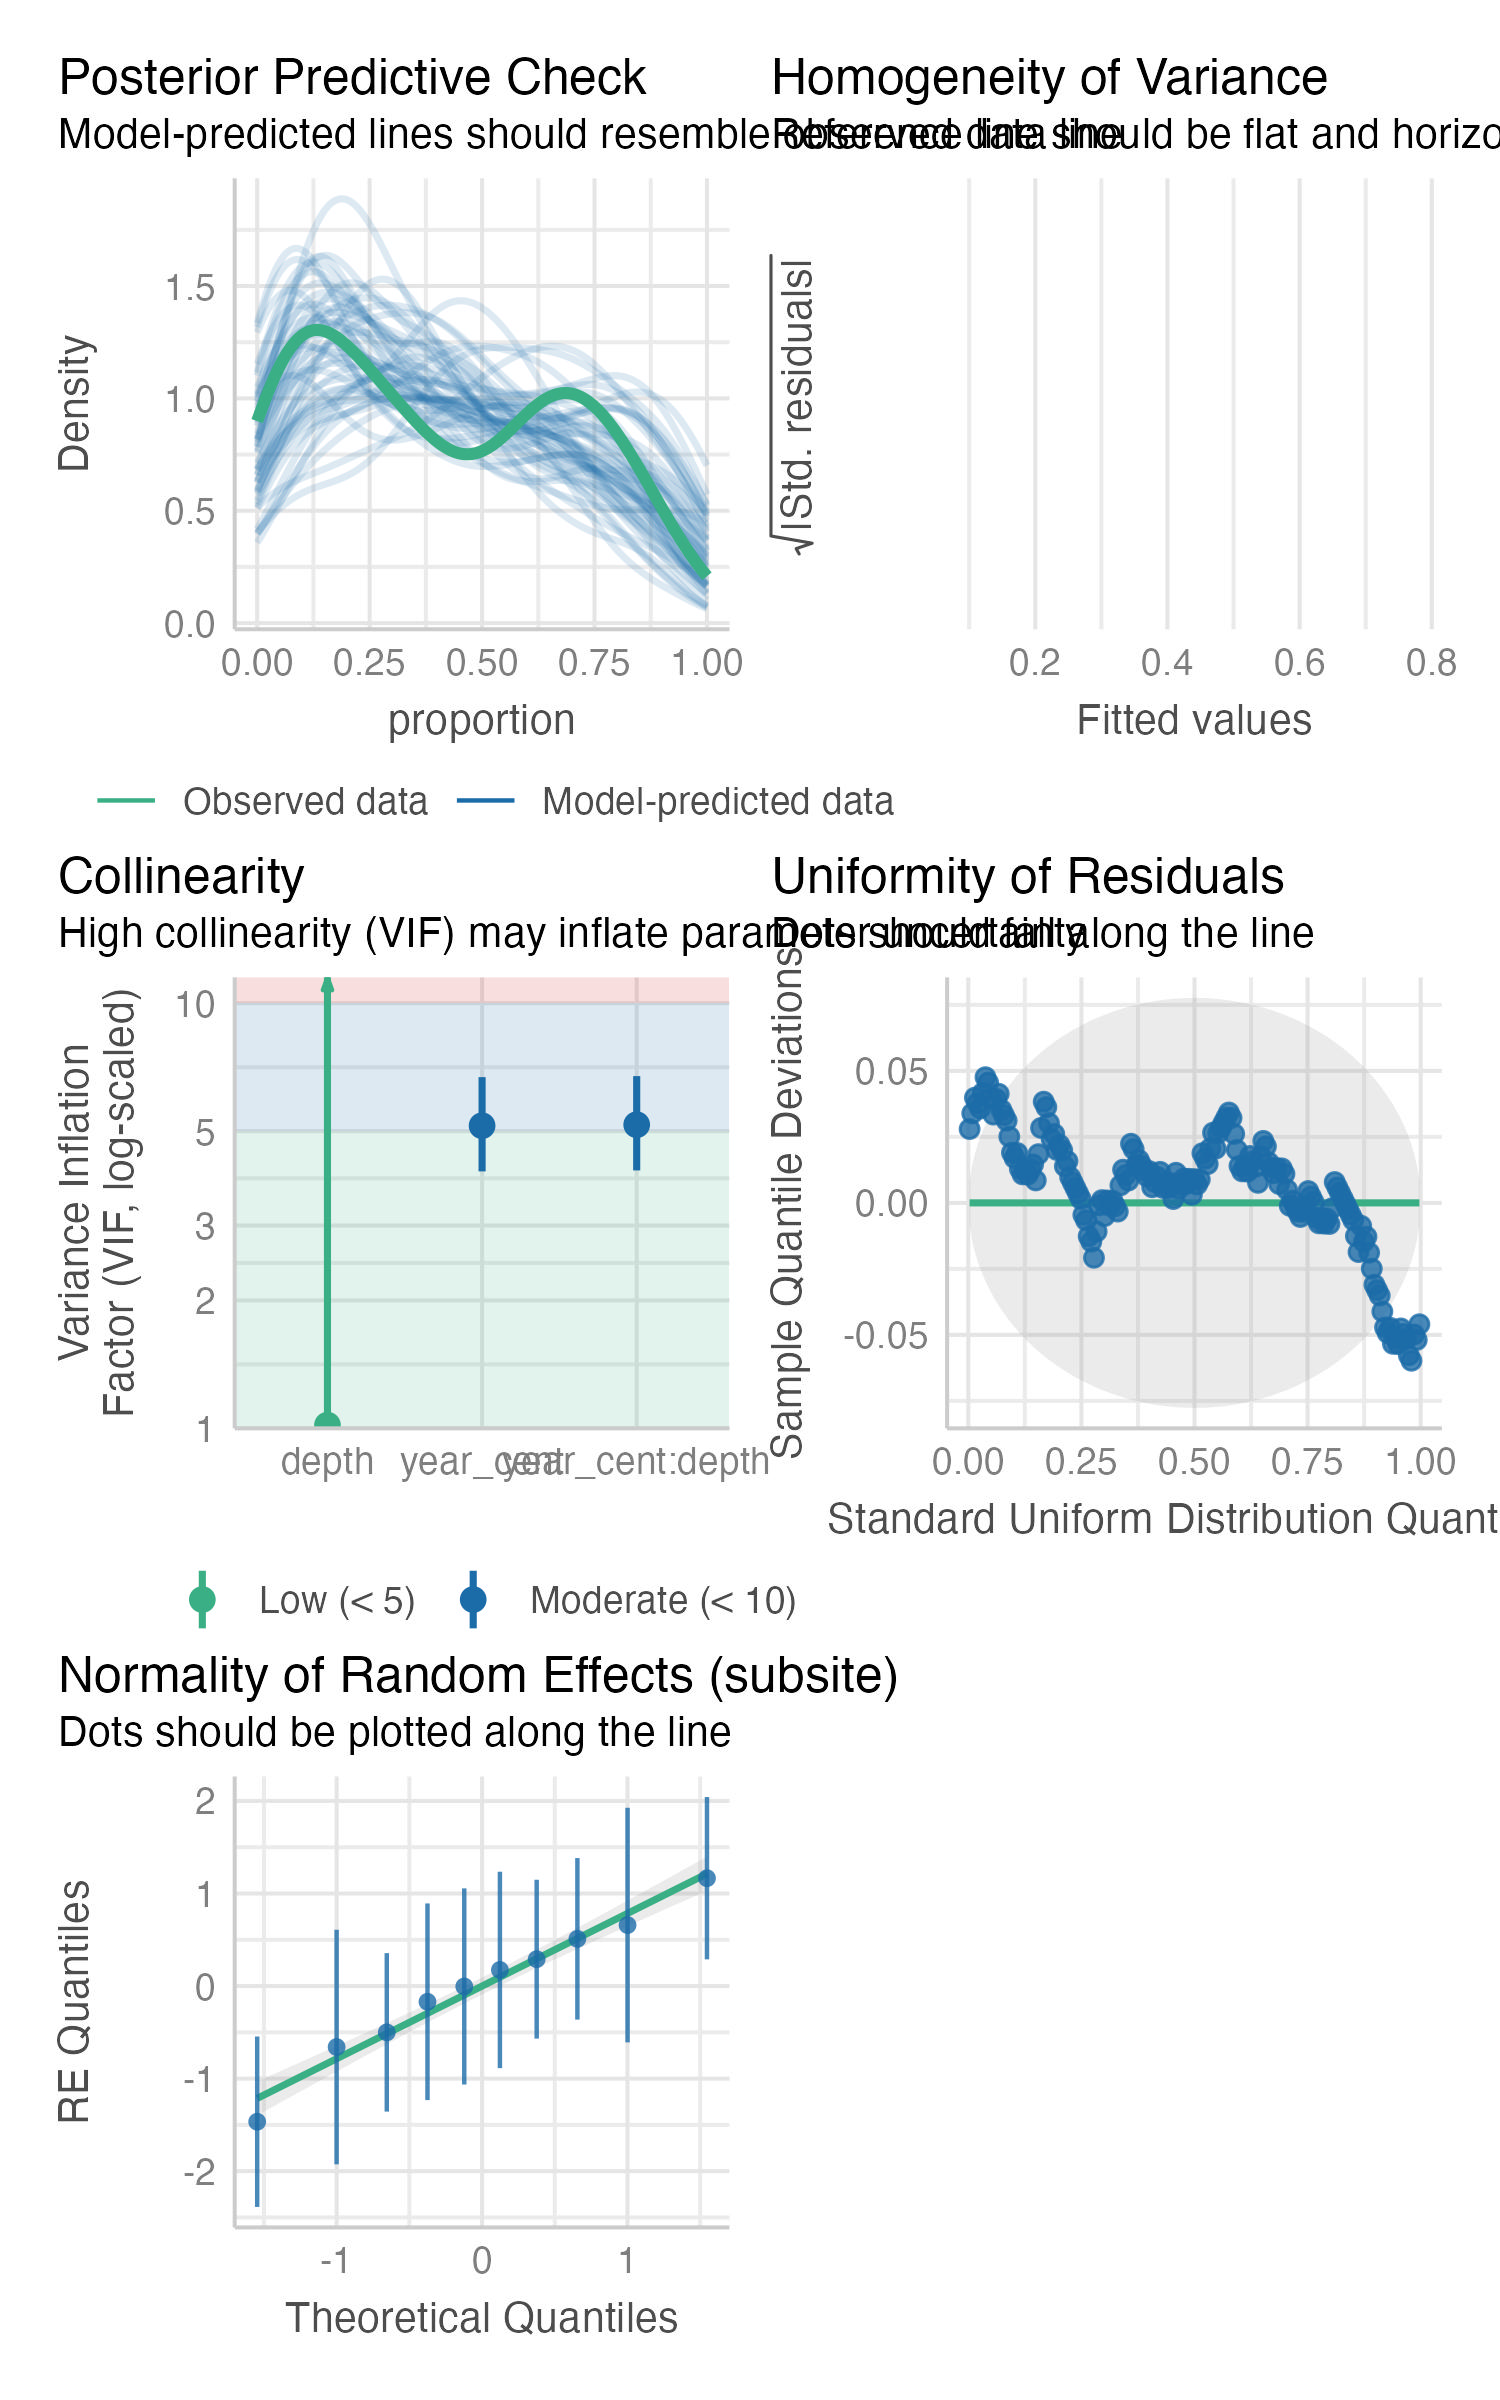 Posterior Predictive Check
Model-predicted lines should resemble observed data line
Density
1.5
1.0
0.5
0.0
0.00 0.25 0.50 0.75 1.00
proportion
Observed data Model-predicted data
Homogeneity of Variance
Reference line should be flat and horizo
√|Std. residuals|
0.2 0.4 0.6 0.8
Fitted values
Collinearity
High collinearity (VIF) may inflate parameter uncertainty
Variance Inflation
Factor (VIF, log-scaled)
10
5
3
2
1
depth year_cent year_cent:depth
Low (< 5) Moderate (< 10)
Uniformity of Residuals
Dots should fall along the line
Sample Quantile Deviations
0.05
0.00
-0.05
0.00 0.25 0.50 0.75 1.00
Standard Uniform Distribution Quant
Normality of Random Effects (subsite)
Dots should be plotted along the line
RE Quantiles
2
1
0
-1
-2
-1 0 1
Theoretical Quantiles